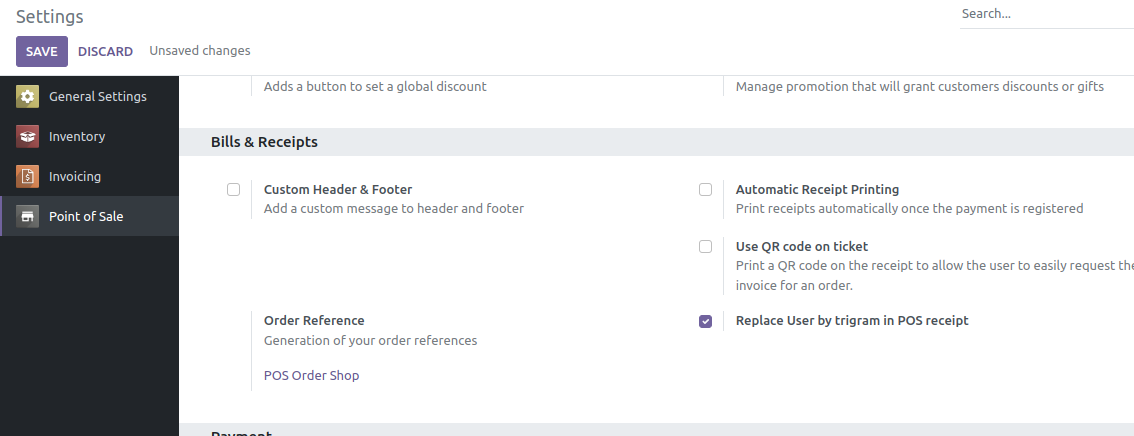 Settings
Search...
SAVE
DISCARD
Unsaved changes
General Settings
Inventory
Invoicing
Point of Sale
Adds a button to set a global discount
Manage promotion that will grant customers discounts or gifts
Bills & Receipts
Custom Header & Footer
Add a custom message to header and footer
Automatic Receipt Printing
Print receipts automatically once the payment is registered
Use QR code on ticket
Print a QR code on the receipt to allow the user to easily request the
invoice for an order.
Order Reference
Generation of your order references
POS Order Shop
Replace User by trigram in POS receipt
Payment